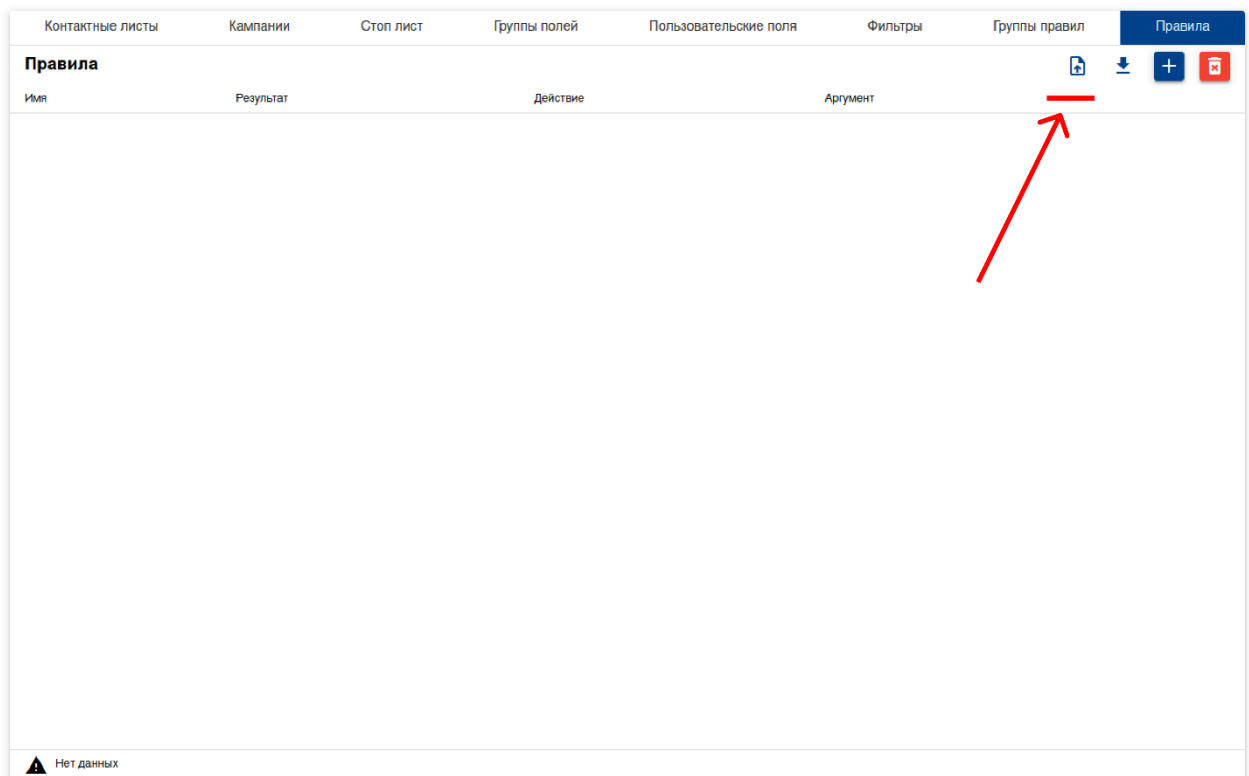 Контактные листы Кампании Стоп лист Группы полей Пользовательские поля Фильтры Группы правил Правила
Правила
Имя Результат Действие Аргумент
Нет данных